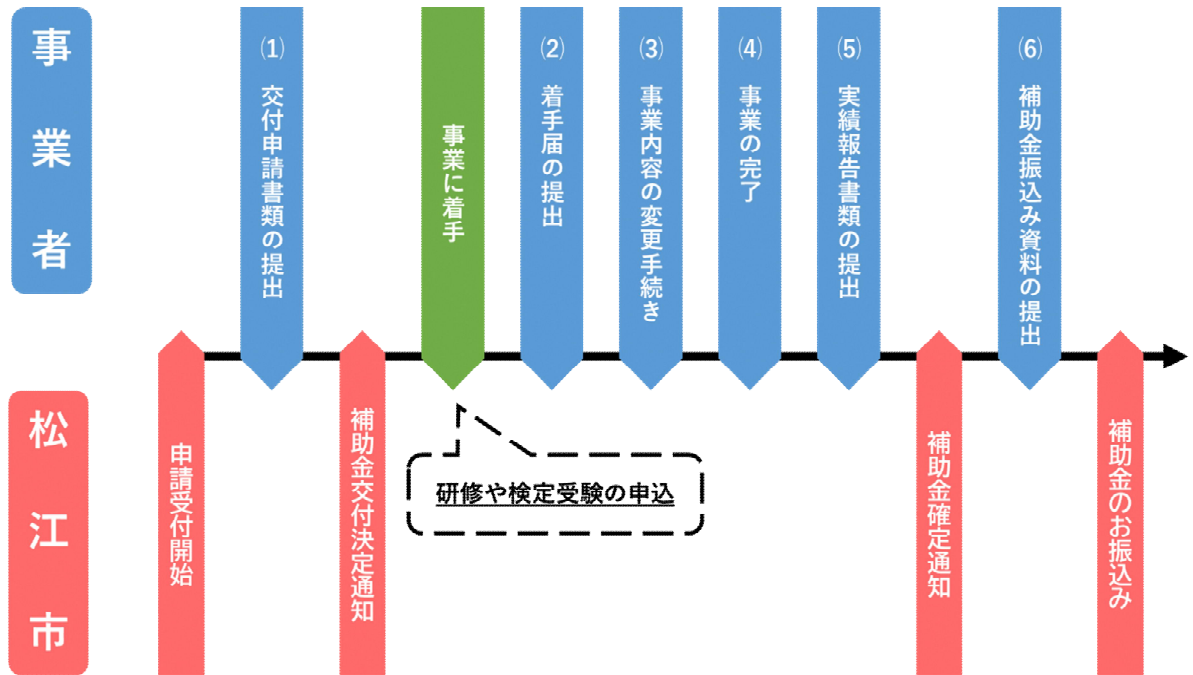 事業者
⑴ 交付申請書類の提出
事業に着手
⑵ 着手届の提出
⑶ 事業内容の変更手続き
⑷ 事業の完了
⑸ 実績報告書類の提出
⑹ 補助金振込み資料の提出
松江市
申請受付開始
補助金交付決定通知
研修や検定受験の申込
補助金確定通知
補助金のお振込み